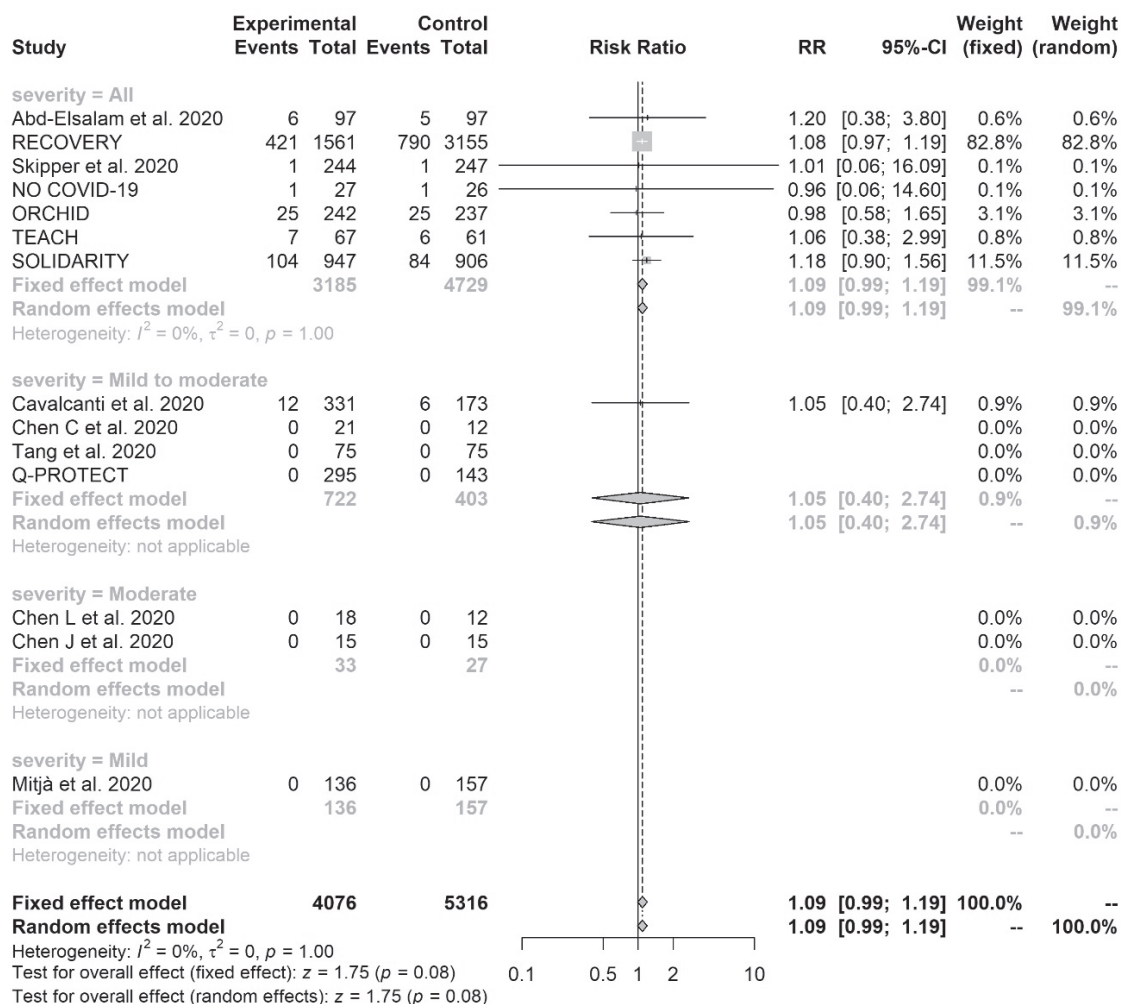 Experimental Control Weight Weight
Study Events Total Events Total Risk Ratio RR 95%-CI (fixed) (random)
severity = All
Abd-Elsalam et al. 2020 6 97 5 97 1.20 [0.38; 3.80] 0.6% 0.6%
RECOVERY 421 1561 790 3155 1.08 [0.97; 1.19] 82.8% 82.8%
Skipper et al. 2020 1 244 1 247 1.01 [0.06; 16.09] 0.1% 0.1%
NO COVID-19 1 27 1 26 0.96 [0.06; 14.60] 0.1% 0.1%
ORCHID 25 242 25 237 0.98 [0.58; 1.65] 3.1% 3.1%
TEACH 7 67 6 61 1.06 [0.38; 2.99] 0.8% 0.8%
SOLIDARITY 104 947 84 906 1.18 [0.90; 1.56] 11.5% 11.5%
Fixed effect model 3185 4729 1.09 [0.99; 1.19] 99.1% --
Random effects model 1.09 [0.99; 1.19] -- 99.1%
Heterogeneity: I² = 0%, τ² = 0, p = 1.00
severity = Mild to moderate
Cavalcanti et al. 2020 12 331 6 173 1.05 [0.40; 2.74] 0.9% 0.9%
Chen C et al. 2020 0 21 0 12 0.0% 0.0%
Tang et al. 2020 0 75 0 75 0.0% 0.0%
Q-PROTECT 0 295 0 143 0.0% 0.0%
Fixed effect model 722 403 1.05 [0.40; 2.74] 0.9% --
Random effects model 1.05 [0.40; 2.74] -- 0.9%
Heterogeneity: not applicable
severity = Moderate
Chen L et al. 2020 0 18 0 12 0.0% 0.0%
Chen J et al. 2020 0 15 0 15 0.0% 0.0%
Fixed effect model 33 27 0.0% --
Random effects model -- 0.0%
Heterogeneity: not applicable
severity = Mild
Mitjà et al. 2020 0 136 0 157 0.0% 0.0%
Fixed effect model 136 157 0.0% --
Random effects model -- 0.0%
Heterogeneity: not applicable
Fixed effect model 4076 5316 1.09 [0.99; 1.19] 100.0% --
Random effects model 1.09 [0.99; 1.19] -- 100.0%
Heterogeneity: I² = 0%, τ² = 0, p = 1.00
Test for overall effect (fixed effect): z = 1.75 (p = 0.08)
Test for overall effect (random effects): z = 1.75 (p = 0.08)
0.1 0.5 1 2 10